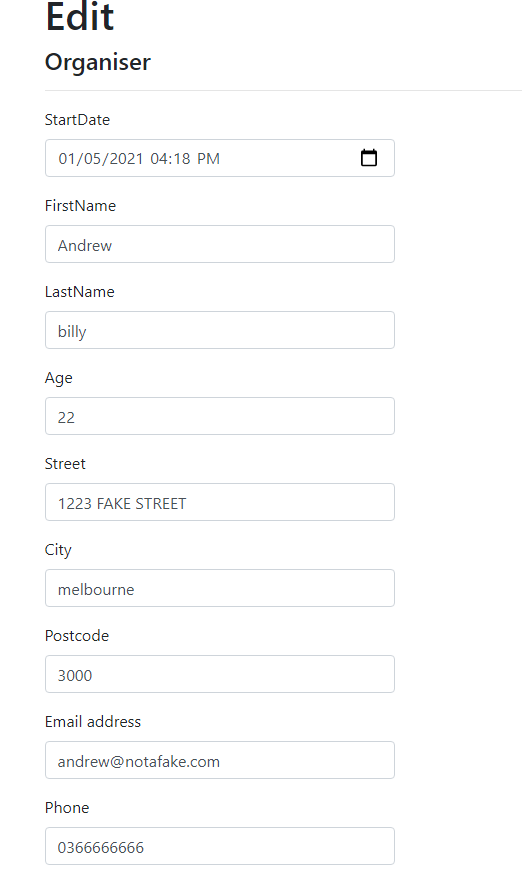 Edit
Organiser
StartDate
01/05/2021 04:18 PM
FirstName
Andrew
LastName
billy
Age
22
Street
1223 FAKE STREET
City
melbourne
Postcode
3000
Email address
andrew@notafake.com
Phone
0366666666